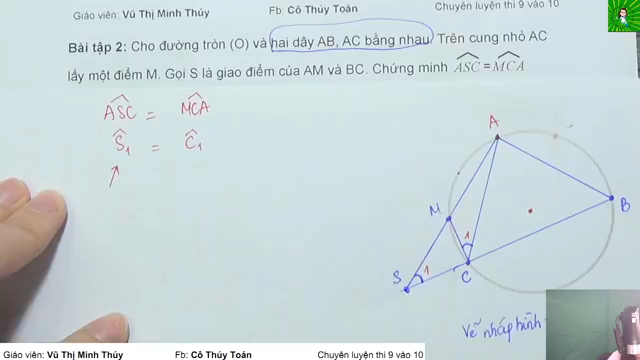 Giáo viên: Vũ Thị Minh Thúy Fb: Cô Thúy Toán Chuyên luyện thi 9 vào 10
Bài tập 2: Cho đường tròn (O) và hai dây AB, AC bằng nhau. Trên cung nhỏ AC
lấy một điểm M. Gọi S là giao điểm của AM và BC. Chứng minh ASC = MCA
ASC = MCA
S1 = C1
A
M
B
1
S
1
C
Vẽ nháp hình
Giáo viên: Vũ Thị Minh Thúy Fb: Cô Thúy Toán Chuyên luyện thi 9 vào 10